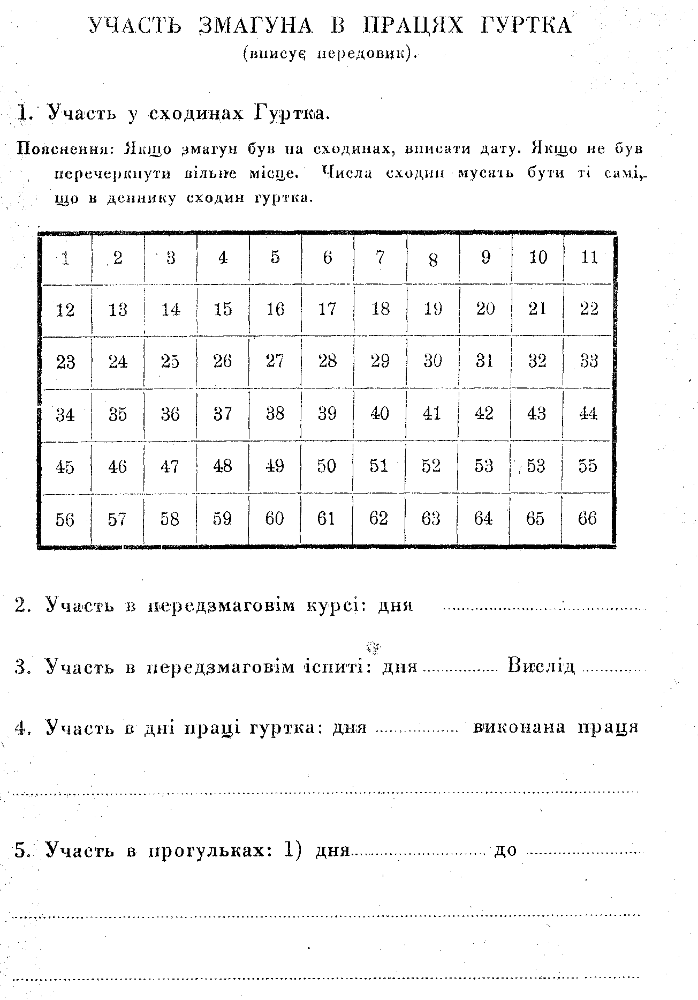 УЧАСТЬ ЗМАГУНА В ПРАЦЯХ ГУРТКА
(вписує передовик).
1. Участь у сходинах Гуртка.
Пояснення: Якщо змагун був на сходинах, вписати дату. Якщо не був
перечеркнути вільне місце. Числа сходин мусять бути ті самі,
що в деннику сходин гуртка.
1 2 3 4 5 6 7 8 9 10 11
12 13 14 15 16 17 18 19 20 21 22
23 24 25 26 27 28 29 30 31 32 33
34 35 36 37 38 39 40 41 42 43 44
45 46 47 48 49 50 51 52 53 53 55
56 57 58 59 60 61 62 63 64 65 66
2. Участь в передзмаговім курсі: дня ..............................
3. Участь в передзмаговім іспиті: дня .............. Вислід ............
4. Участь в дні праці гуртка: дня ................ виконана праця
5. Участь в прогульках: 1) дня ......................... до ......................